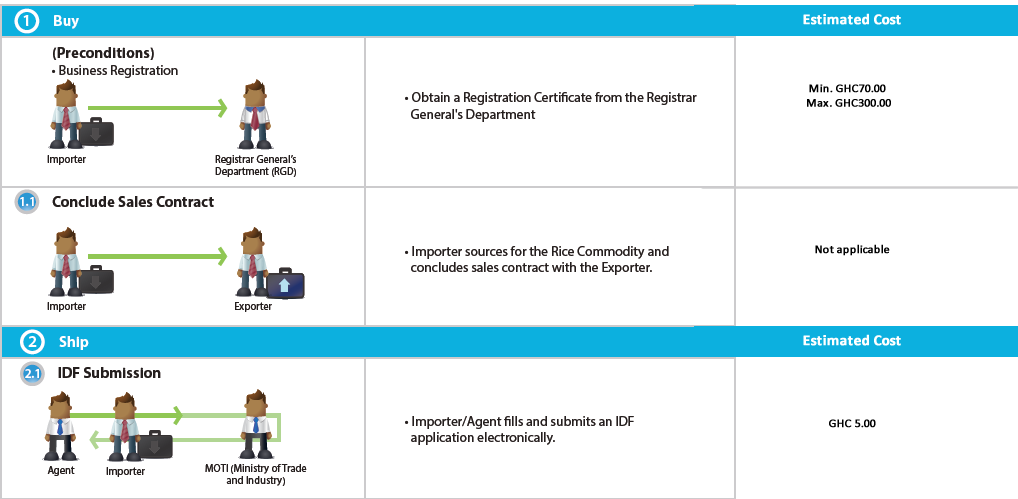 1 Buy
Estimated Cost
(Preconditions)
• Business Registration
Importer
Registrar General's
Department (RGD)
• Obtain a Registration Certificate from the Registrar
General's Department
Min. GHC70.00
Max. GHC300.00
1.1 Conclude Sales Contract
Importer
Exporter
• Importer sources for the Rice Commodity and
concludes sales contract with the Exporter.
Not applicable
2 Ship
Estimated Cost
2.1 IDF Submission
Agent
Importer
MOTI (Ministry of Trade
and Industry)
• Importer/Agent fills and submits an IDF
application electronically.
GHC 5.00